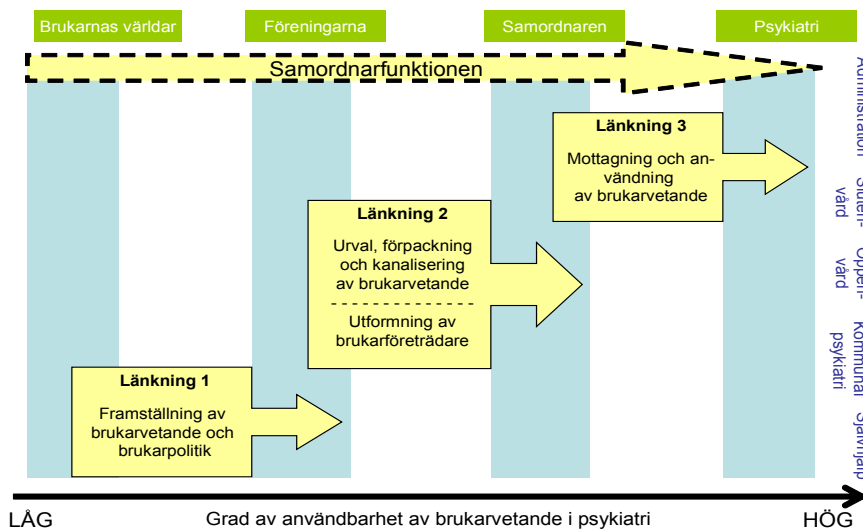 Brukarnas världar
Föreningarna
Samordnaren
Psykiatri
Samordnarfunktionen
Länkning 3
Mottagning och an-
vändning
av brukarvetande
Länkning 2
Urval, förpackning
och kanalisering
av brukarvetande
Utformning av
brukarföreträdare
Länkning 1
Framställning av
brukarvetande och
brukarpolitik
Administration
Sluten-
vård
Öppen-
vård
Kommunal
psykiatri
Självhjälp
LÅG
Grad av användbarhet av brukarvetande i psykiatri
HÖG